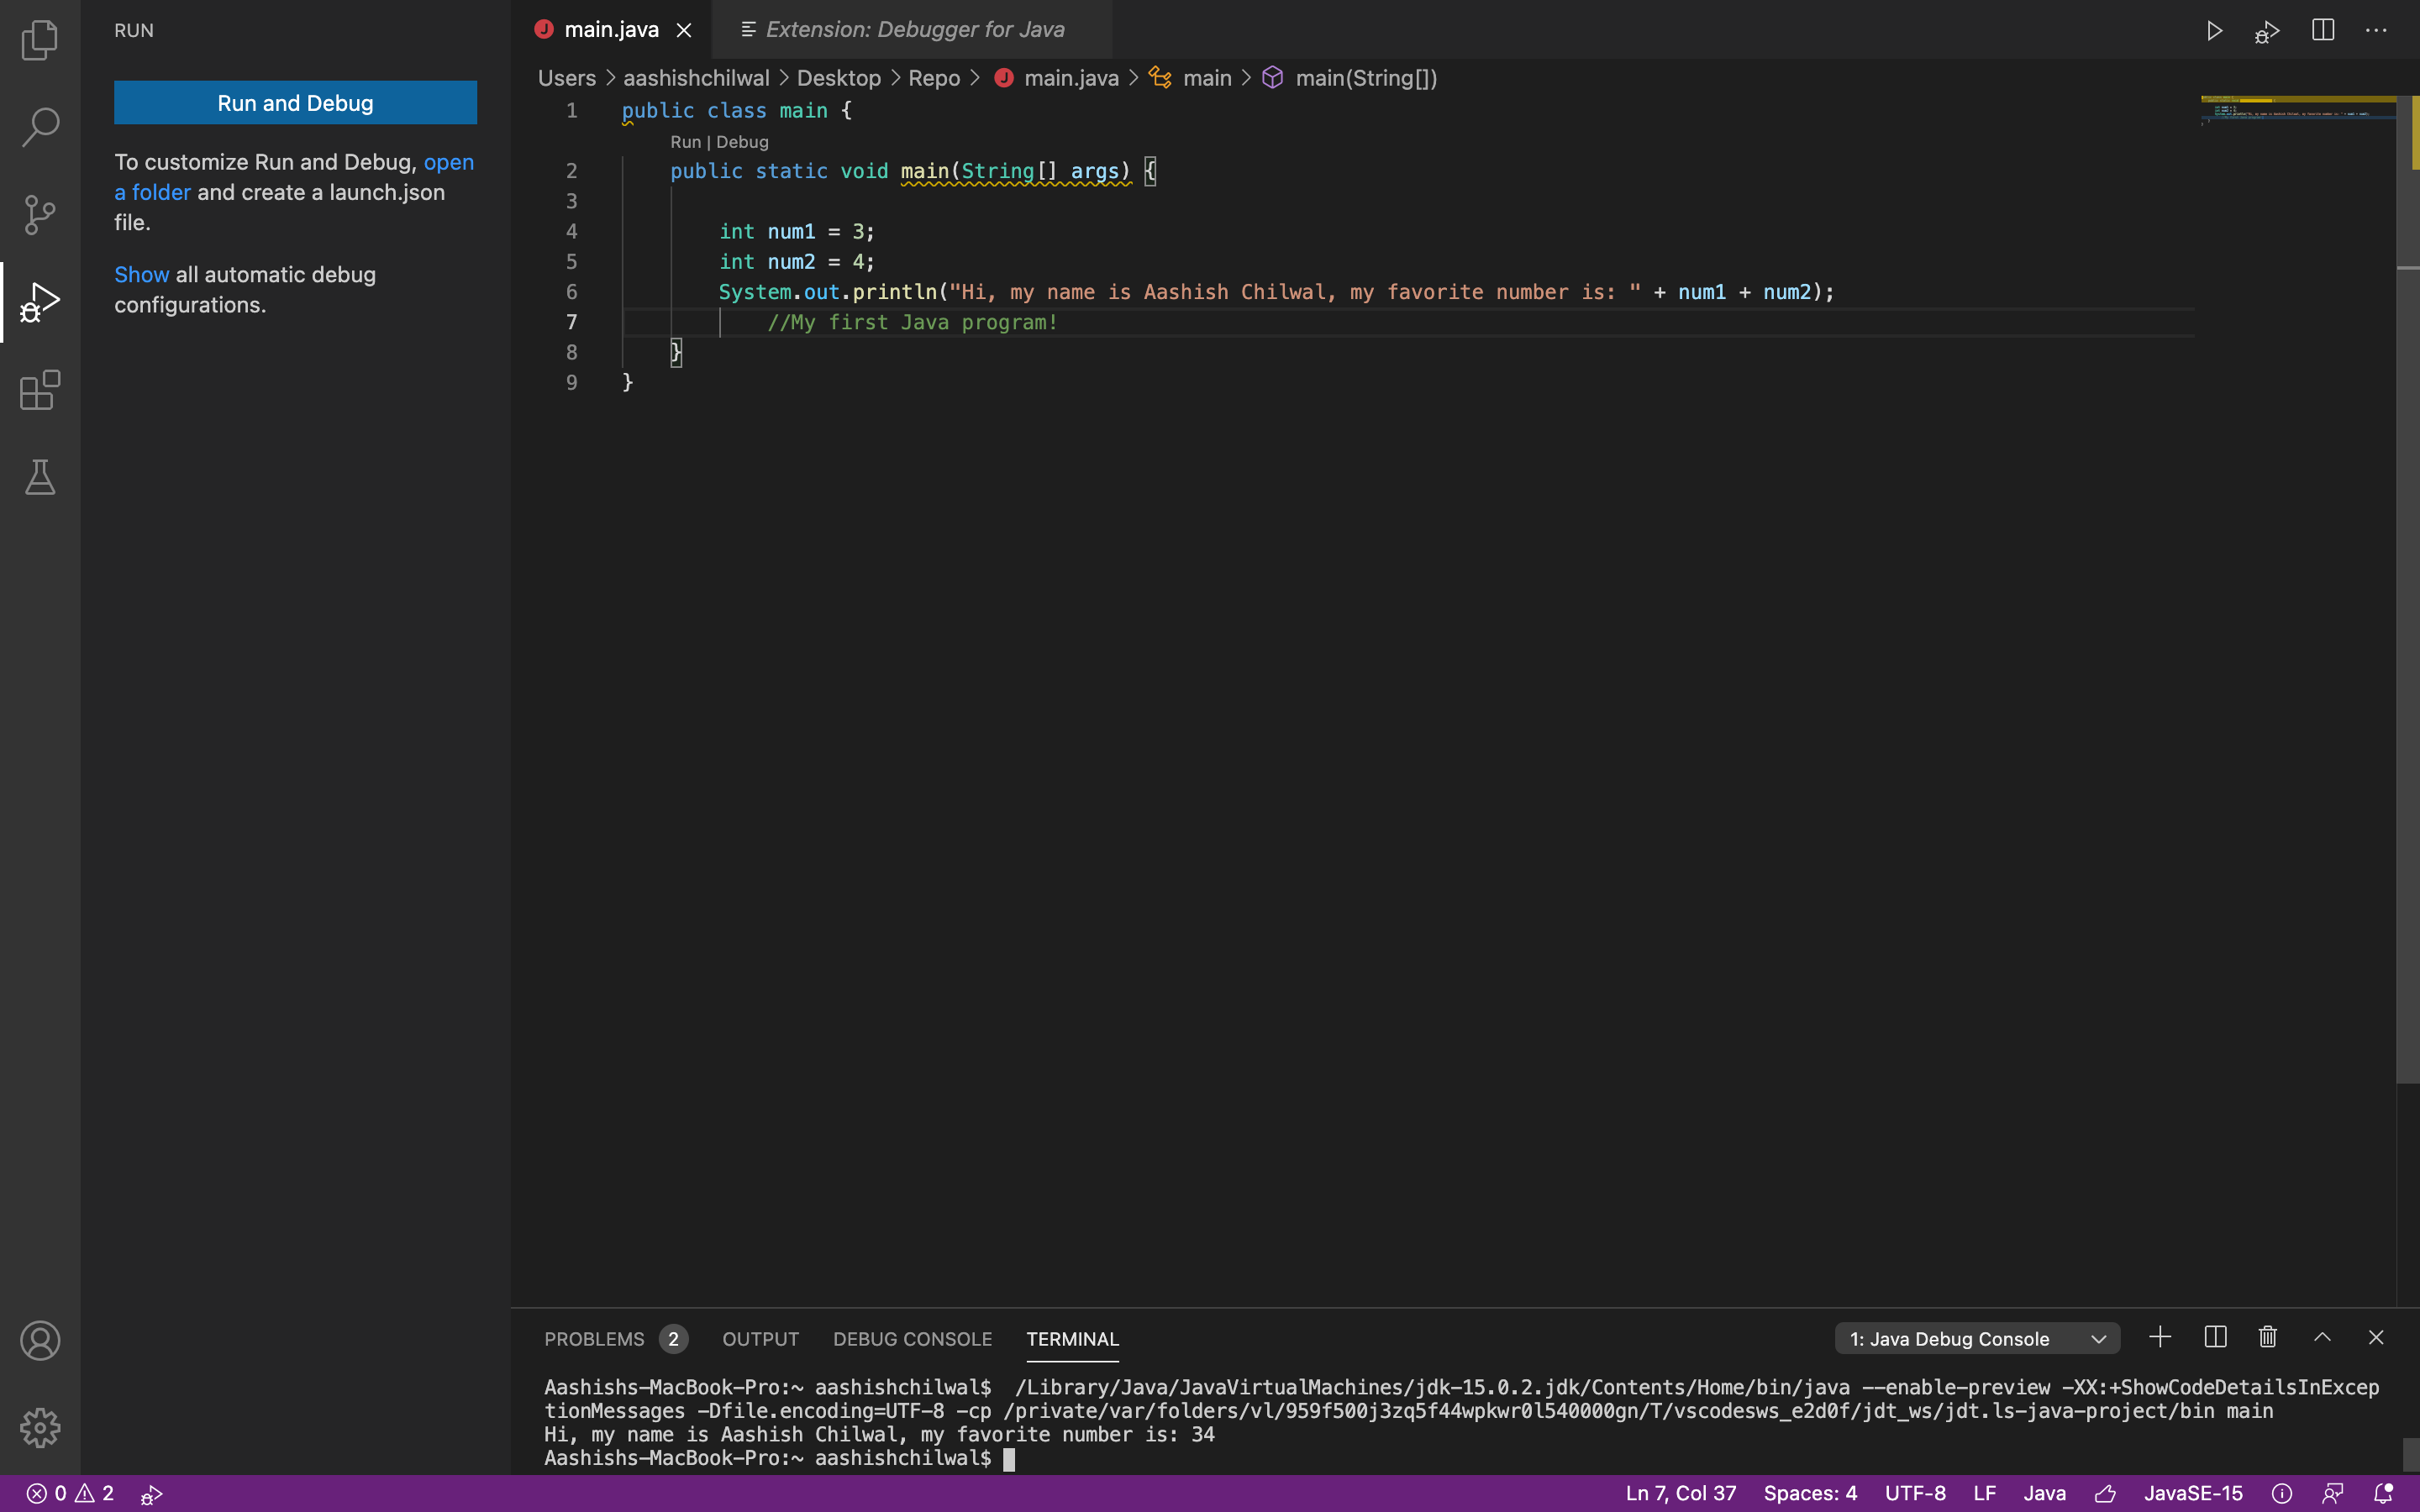 RUN
Run and Debug
To customize Run and Debug, open
a folder and create a launch.json
file.
Show all automatic debug
configurations.
main.java
Extension: Debugger for Java
Users > aashishchilwal > Desktop > Repo > main.java > main > main(String[])
1 public class main {
Run | Debug
2 public static void main(String[] args) {
3
4 int num1 = 3;
5 int num2 = 4;
6 System.out.println("Hi, my name is Aashish Chilwal, my favorite number is: " + num1 + num2);
7 //My first Java program!
8 }
9 }
PROBLEMS 2 OUTPUT DEBUG CONSOLE TERMINAL 1: Java Debug Console
Aashishs-MacBook-Pro:~ aashishchilwal$  /Library/Java/JavaVirtualMachines/jdk-15.0.2.jdk/Contents/Home/bin/java --enable-preview -XX:+ShowCodeDetailsInExcep
tionMessages -Dfile.encoding=UTF-8 -cp /private/var/folders/vl/959f500j3zq5f44wpkwr0l540000gn/T/vscodesws_e2d0f/jdt_ws/jdt.ls-java-project/bin main
Hi, my name is Aashish Chilwal, my favorite number is: 34
Aashishs-MacBook-Pro:~ aashishchilwal$
0 2 Ln 7, Col 37 Spaces: 4 UTF-8 LF Java JavaSE-15